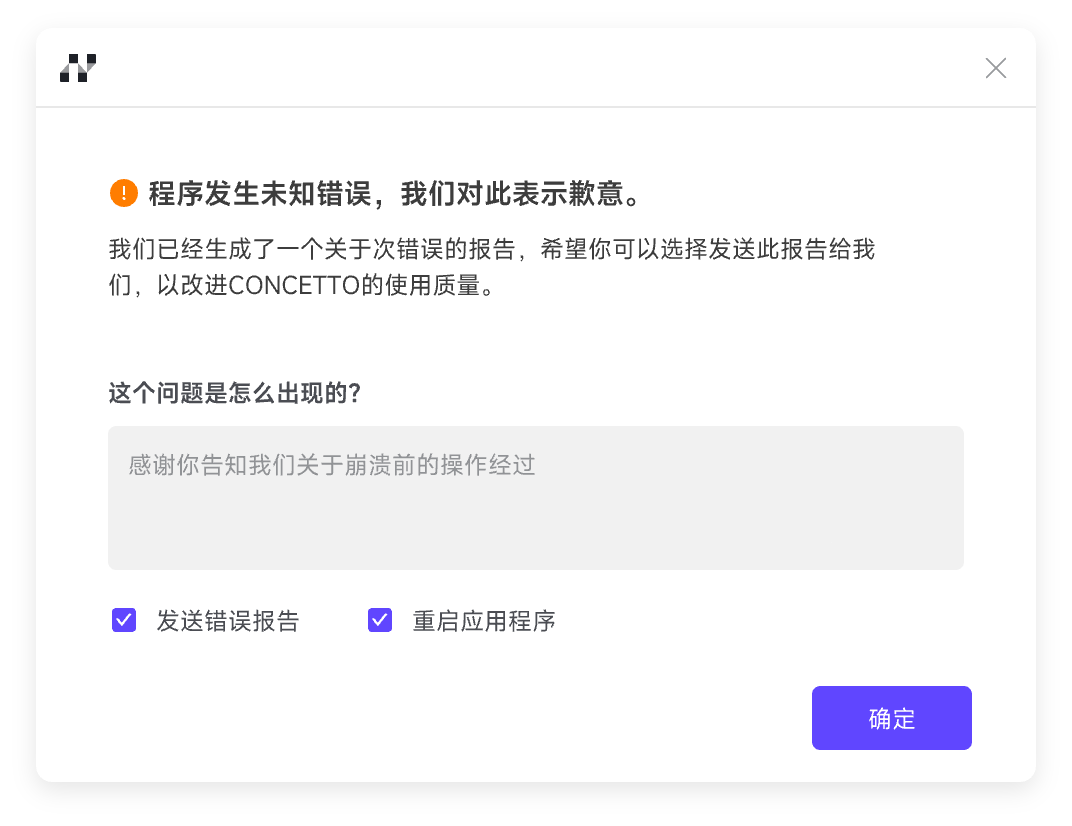 程序发生未知错误，我们对此表示歉意。
我们已经生成了一个关于次错误的报告，希望你可以选择发送此报告给我
们，以改进CONCETTO的使用质量。
这个问题是怎么出现的？
感谢你告知我们关于崩溃前的操作经过
发送错误报告
重启应用程序
确定